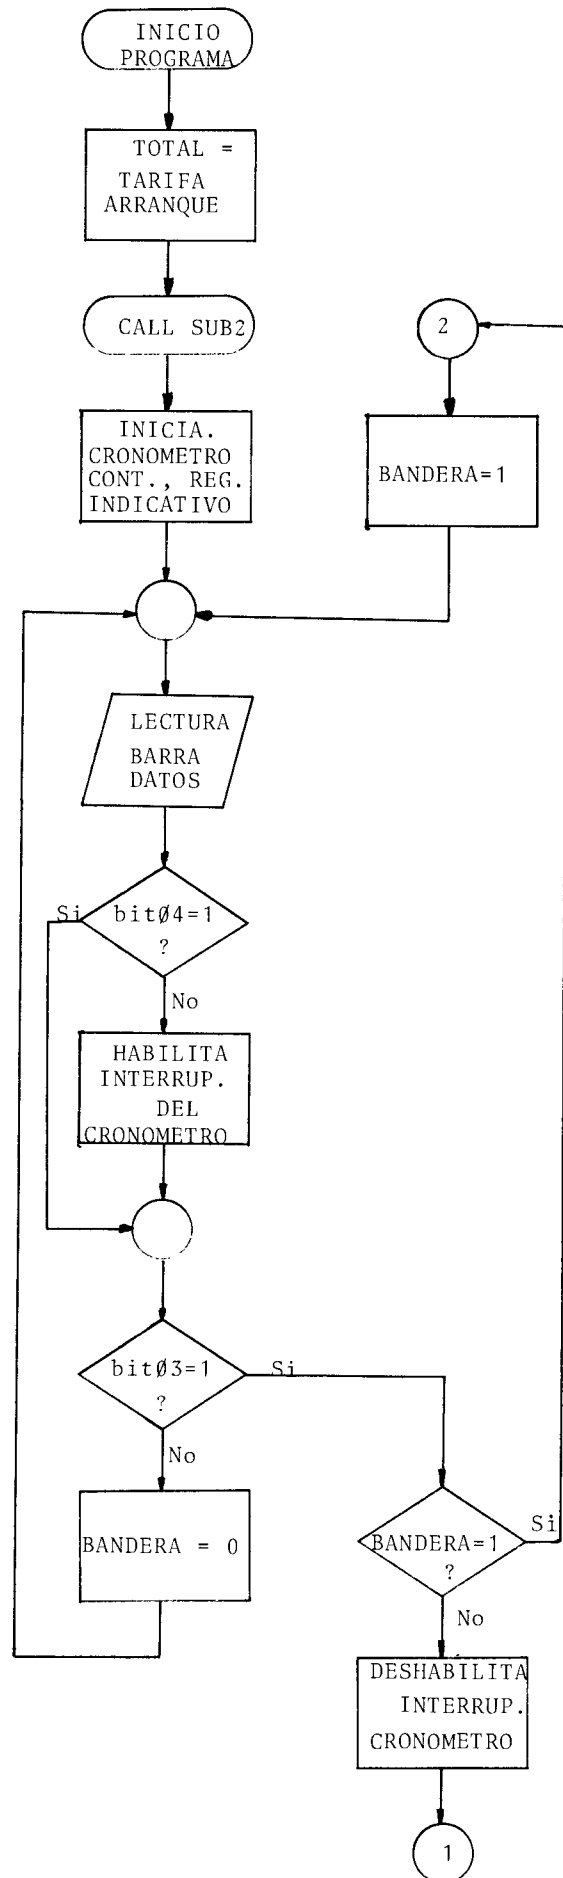 INICIO
PROGRAMA
TOTAL =
TARIFA
ARRANQUE
CALL SUB2
INICIA.
CRONOMETRO
CONT., REG.
INDICATIVO
2
BANDERA=1
LECTURA
BARRA
DATOS
Si
bitØ4=1
?
No
HABILITA
INTERRUP.
DEL
CRONOMETRO
bitØ3=1
?
Si
No
BANDERA = 0
BANDERA=1
?
Si
No
DESHABILITA
INTERRUP.
CRONOMETRO
1